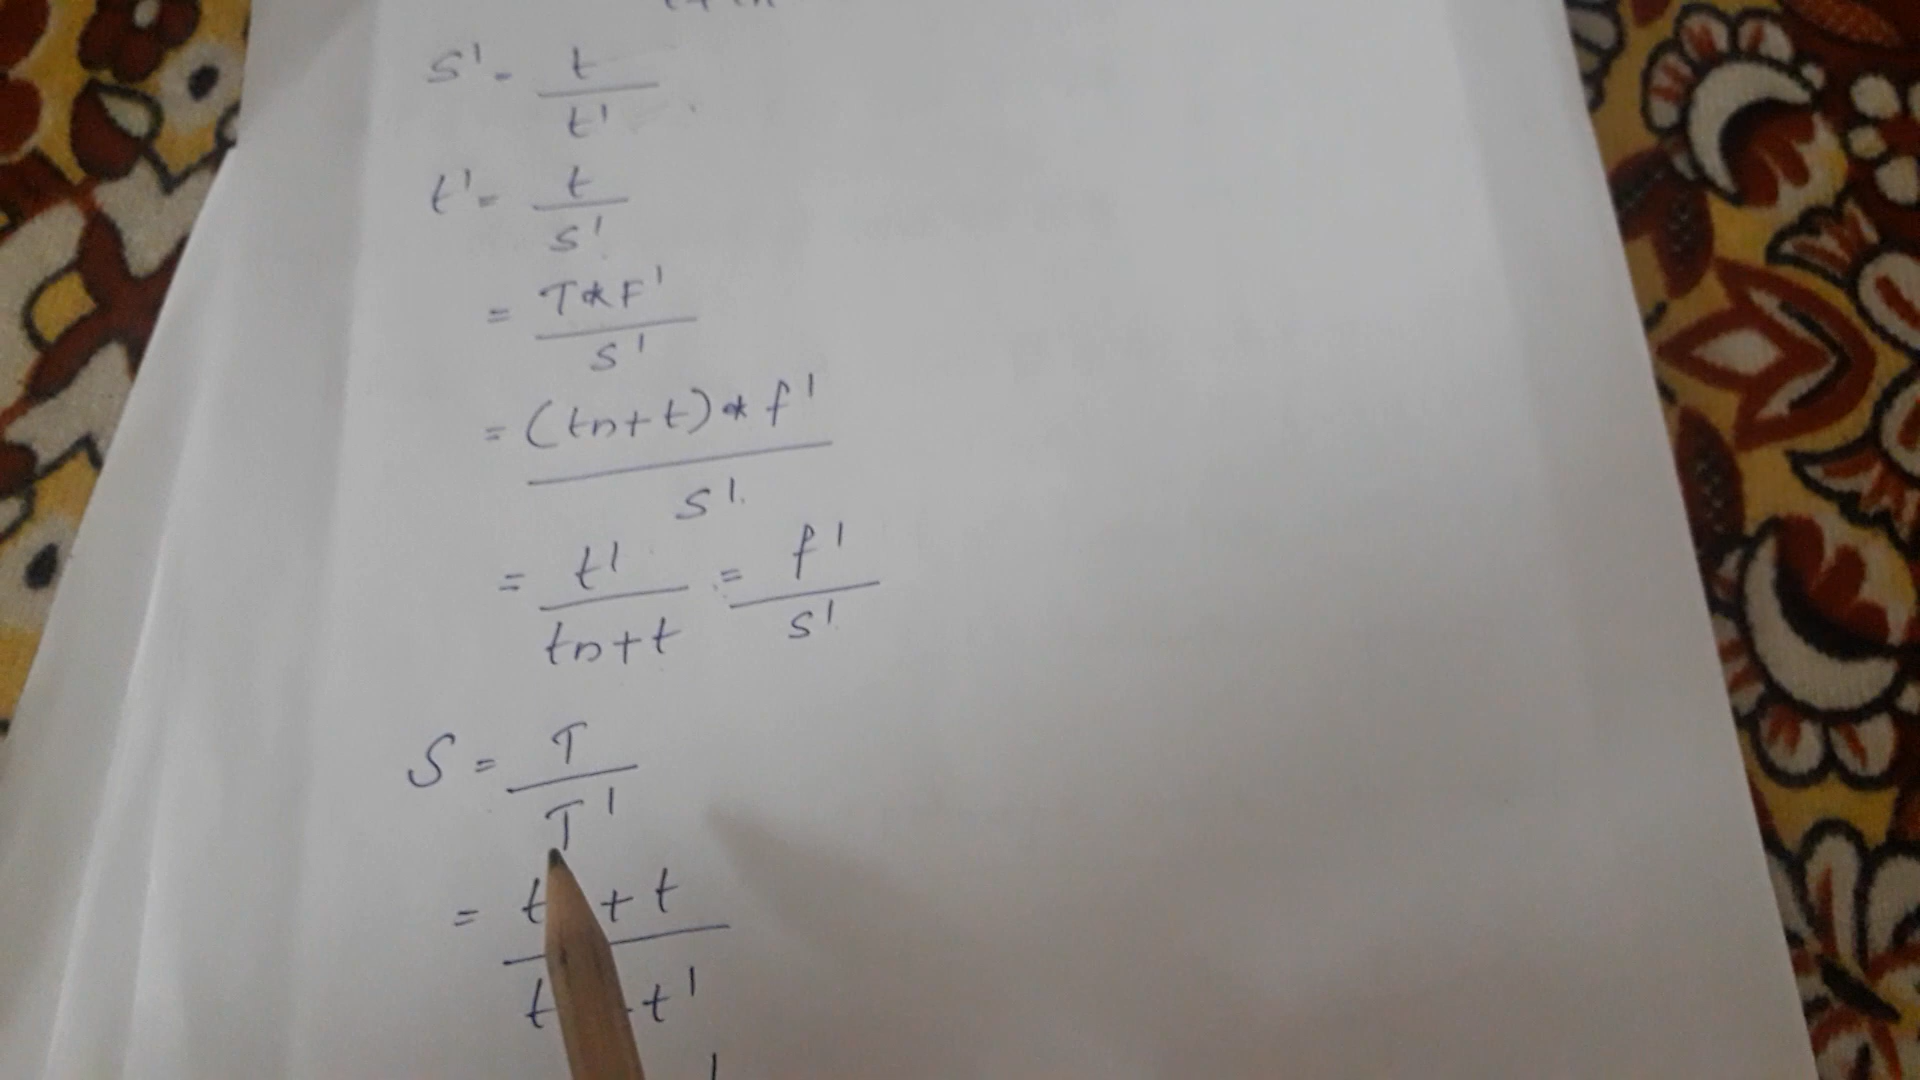 S' = t / t'
t' = t / s'
= T * F' / s'
= (tn + t) * f' / s'
= t' / tn + t = f' / s'
S = T / T'
= t + t / t t'